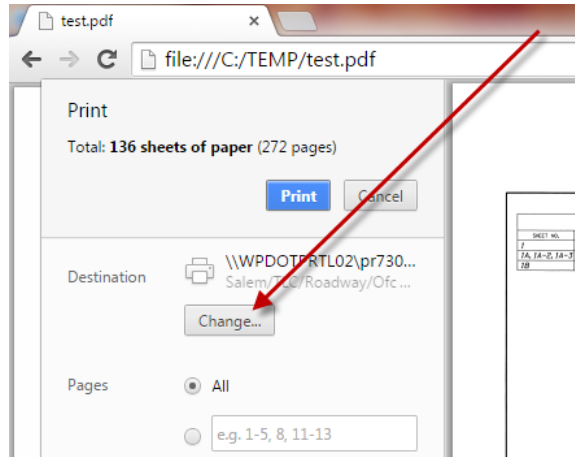 test.pdf ×
file:///C:/TEMP/test.pdf
Print
Total: 136 sheets of paper (272 pages)
Print Cancel
Destination \\WPDOTPRTL02\pr730...
Salem/TLC/Roadway/Ofc ...
Change...
Pages All
e.g. 1-5, 8, 11-13
SHEET NO.
1
1A, 1A-2, 1A-3
1B